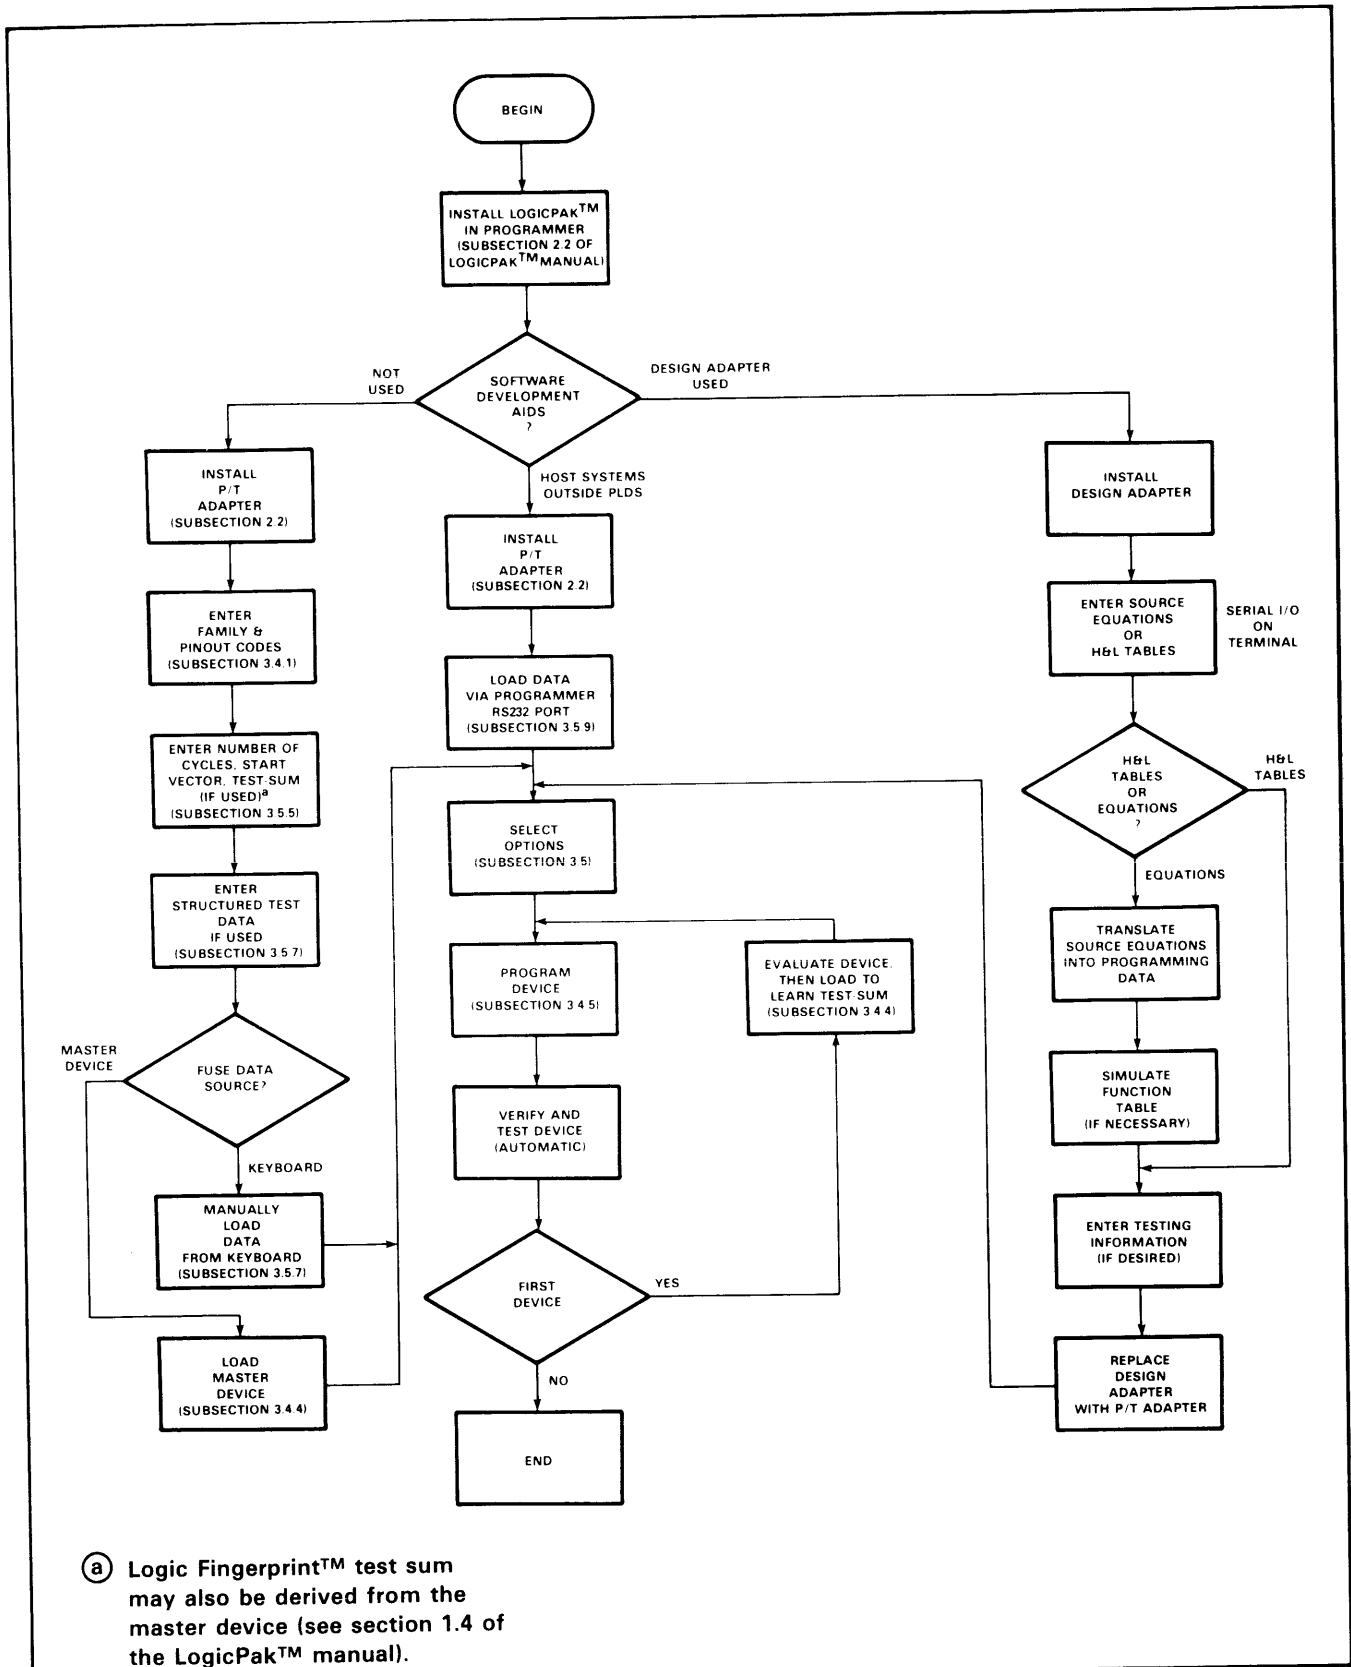 BEGIN
INSTALL LOGICPAK™
IN PROGRAMMER
(SUBSECTION 2.2 OF
LOGICPAK™ MANUAL)
SOFTWARE
DEVELOPMENT
AIDS
?
NOT
USED
DESIGN ADAPTER
USED
HOST SYSTEMS
OUTSIDE PLDS
INSTALL
P/T
ADAPTER
(SUBSECTION 2.2)
ENTER
FAMILY &
PINOUT CODES
(SUBSECTION 3.4.1)
ENTER NUMBER OF
CYCLES, START
VECTOR, TEST-SUM
(IF USED)a
(SUBSECTION 3.5.5)
ENTER
STRUCTURED TEST
DATA
IF USED
(SUBSECTION 3.5.7)
FUSE DATA
SOURCE?
MASTER
DEVICE
KEYBOARD
MANUALLY
LOAD
DATA
FROM KEYBOARD
(SUBSECTION 3.5.7)
LOAD
MASTER
DEVICE
(SUBSECTION 3.4.4)
INSTALL
P/T
ADAPTER
(SUBSECTION 2.2)
LOAD DATA
VIA PROGRAMMER
RS232 PORT
(SUBSECTION 3.5.9)
SELECT
OPTIONS
(SUBSECTION 3.5)
PROGRAM
DEVICE
(SUBSECTION 3.4.5)
VERIFY AND
TEST DEVICE
(AUTOMATIC)
FIRST
DEVICE
YES
NO
EVALUATE DEVICE,
THEN LOAD TO
LEARN TEST-SUM
(SUBSECTION 3.4.4)
END
INSTALL
DESIGN ADAPTER
ENTER SOURCE
EQUATIONS
OR
H&L TABLES
SERIAL I/O
ON
TERMINAL
H&L
TABLES
OR
EQUATIONS
?
H&L
TABLES
EQUATIONS
TRANSLATE
SOURCE EQUATIONS
INTO PROGRAMMING
DATA
SIMULATE
FUNCTION
TABLE
(IF NECESSARY)
ENTER TESTING
INFORMATION
(IF DESIRED)
REPLACE
DESIGN
ADAPTER
WITH P/T ADAPTER
ⓐ Logic Fingerprint™ test sum
may also be derived from the
master device (see section 1.4 of
the LogicPak™ manual).